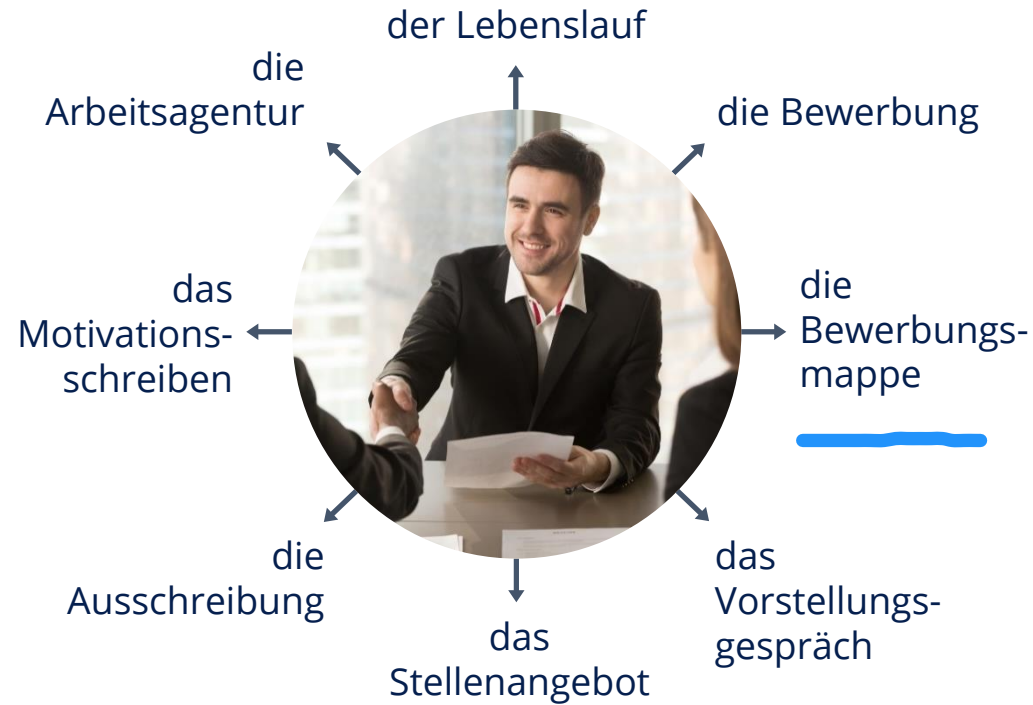 der Lebenslauf
die
Arbeitsagentur
die Bewerbung
das
Motivations-
schreiben
die
Bewerbungs-
mappe
die
Ausschreibung
das
Stellenangebot
das
Vorstellungs-
gespräch